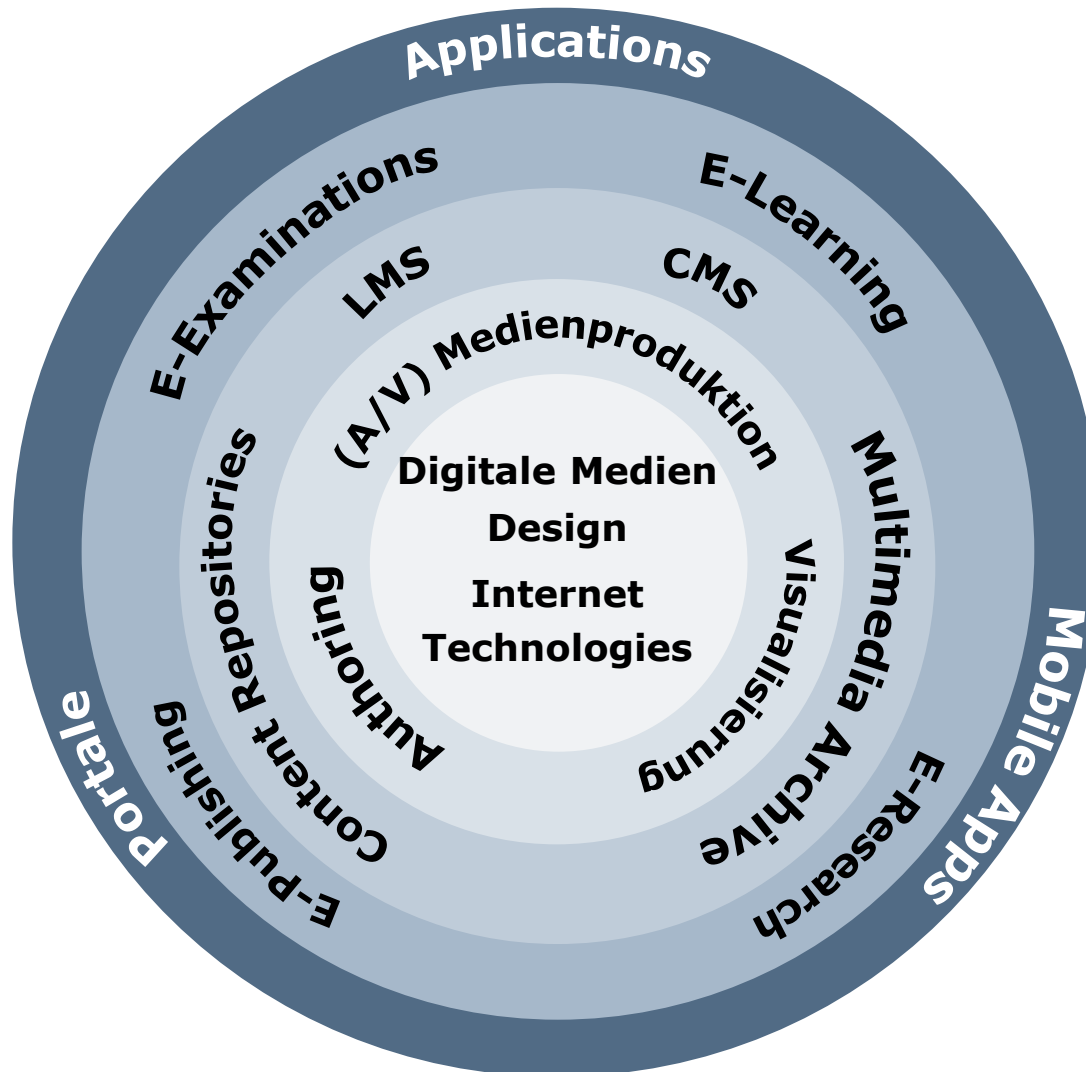 Applications
E-Examinations
E-Learning
LMS
CMS
(A/V) Medienproduktion
Digitale Medien
Design
Internet
Technologies
Content Repositories
Multimedia Archive
Authoring
Visualisierung
Portale
Mobile Apps
E-Publishing
E-Research